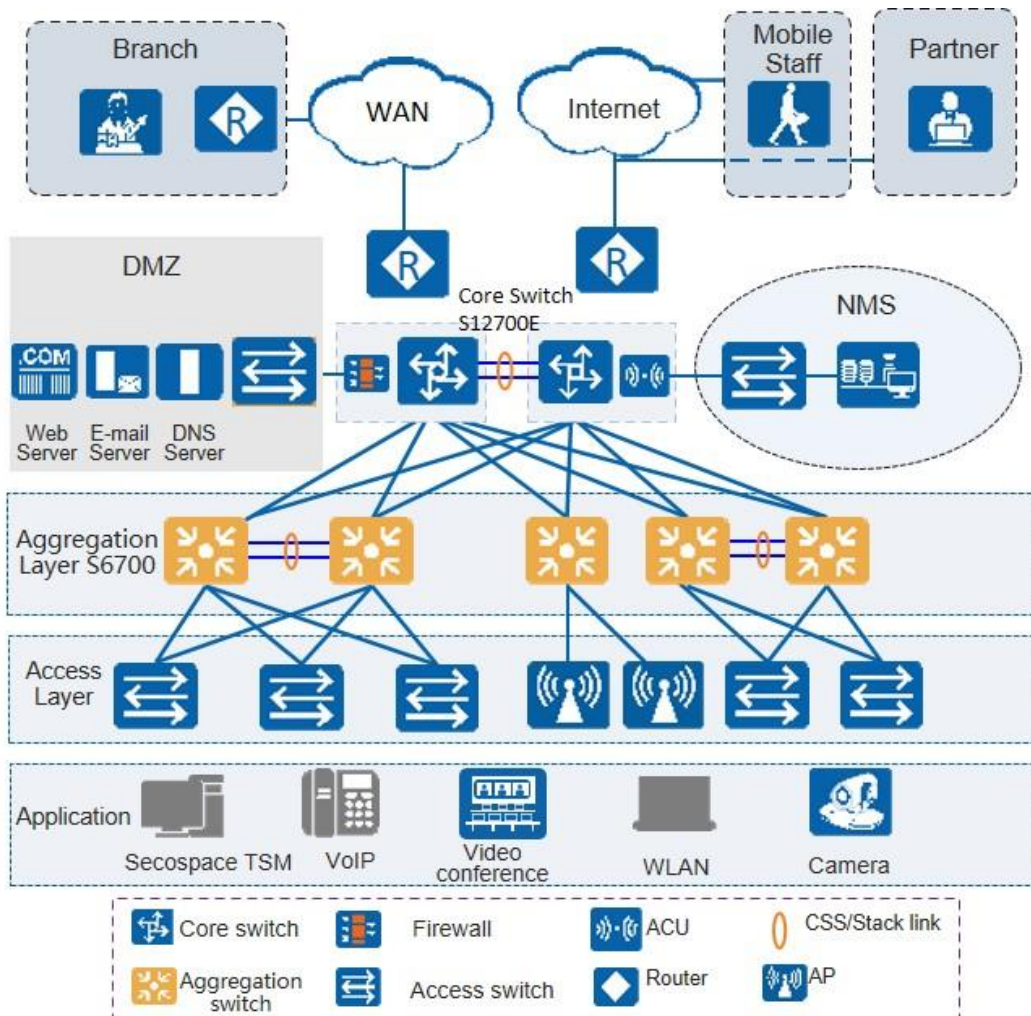 Branch
WAN
Internet
Mobile
Staff
Partner
R
R
R
DMZ
Core Switch
S12700E
NMS
.COM
Web
Server
E-mail
Server
DNS
Server
Aggregation
Layer S6700
Access
Layer
Application
Secospace TSM
VoIP
Video
conference
WLAN
Camera
Core switch
Firewall
ACU
CSS/Stack link
Aggregation
switch
Access switch
Router
AP